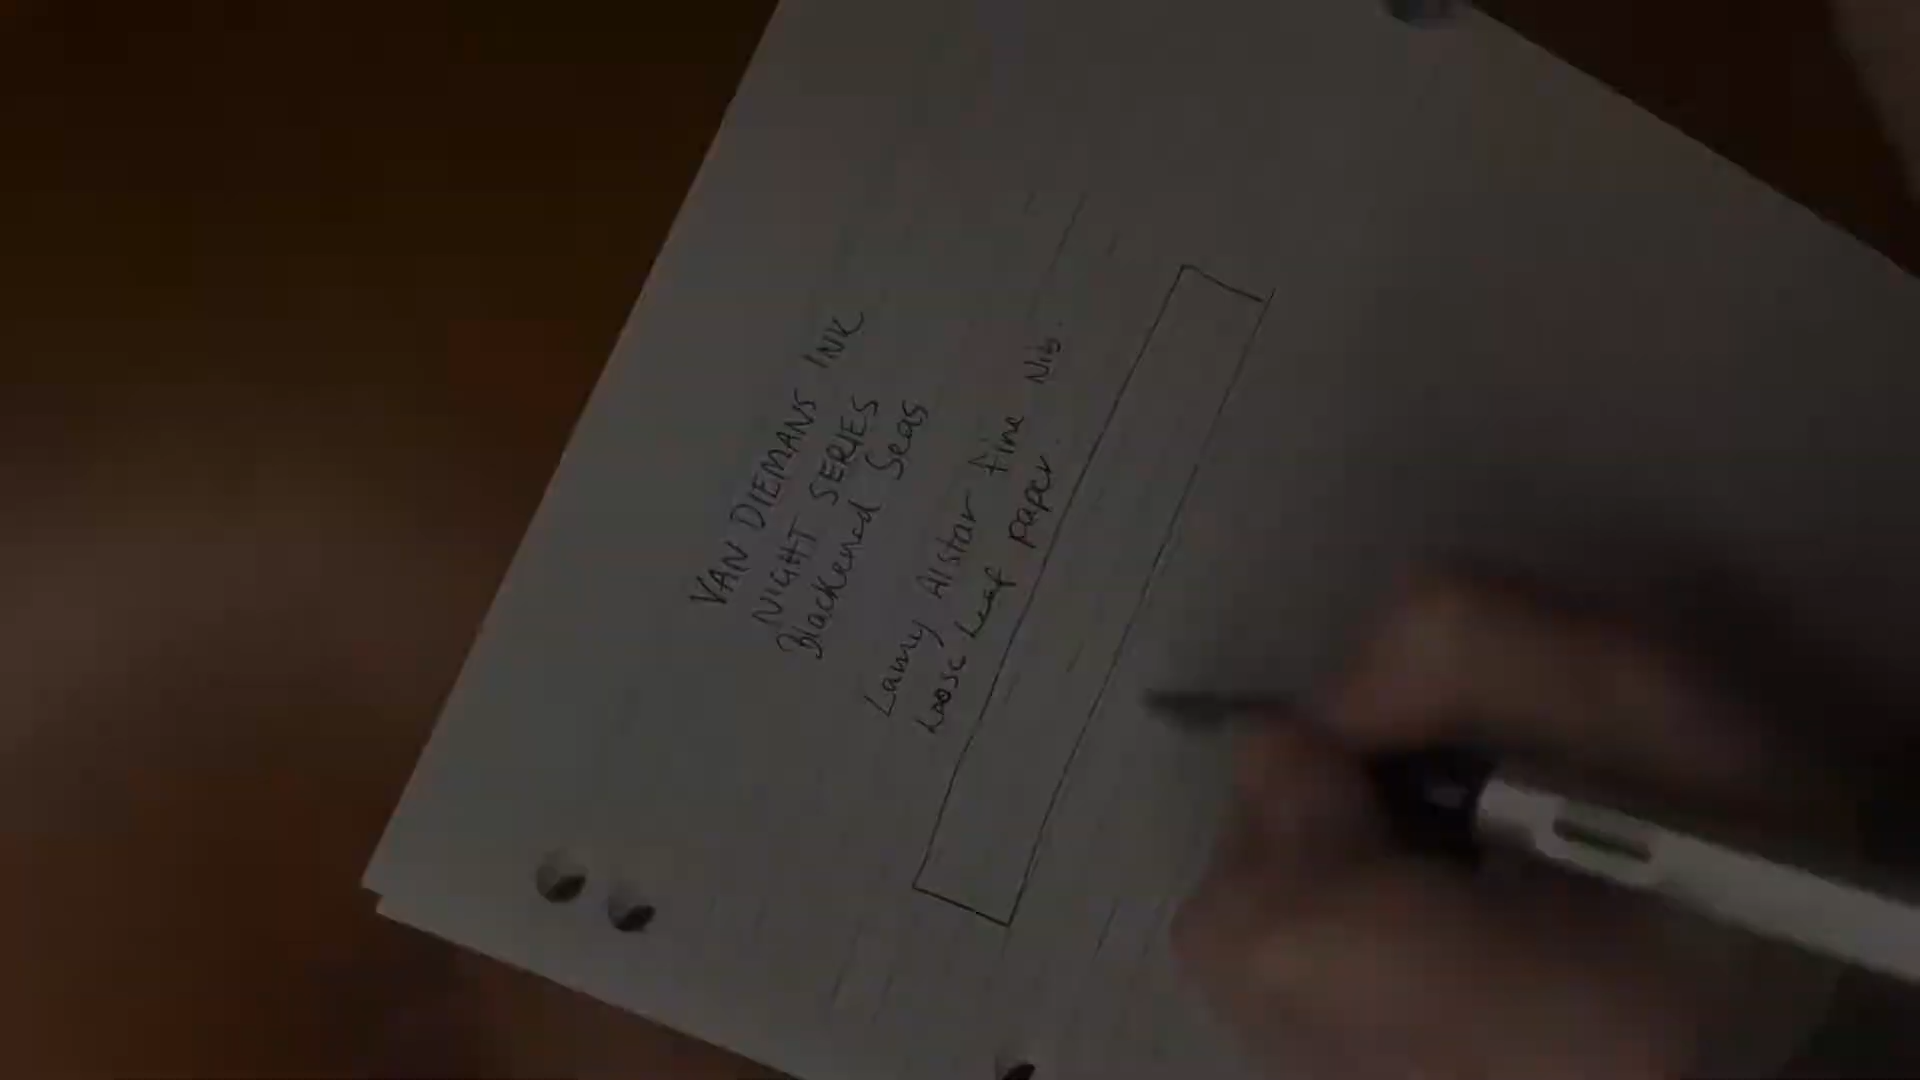 VAN DIEMANS INK
NIGHT SERIES
Blackened Seas
Lamy Alstar fine Nib.
Loose Leaf paper.